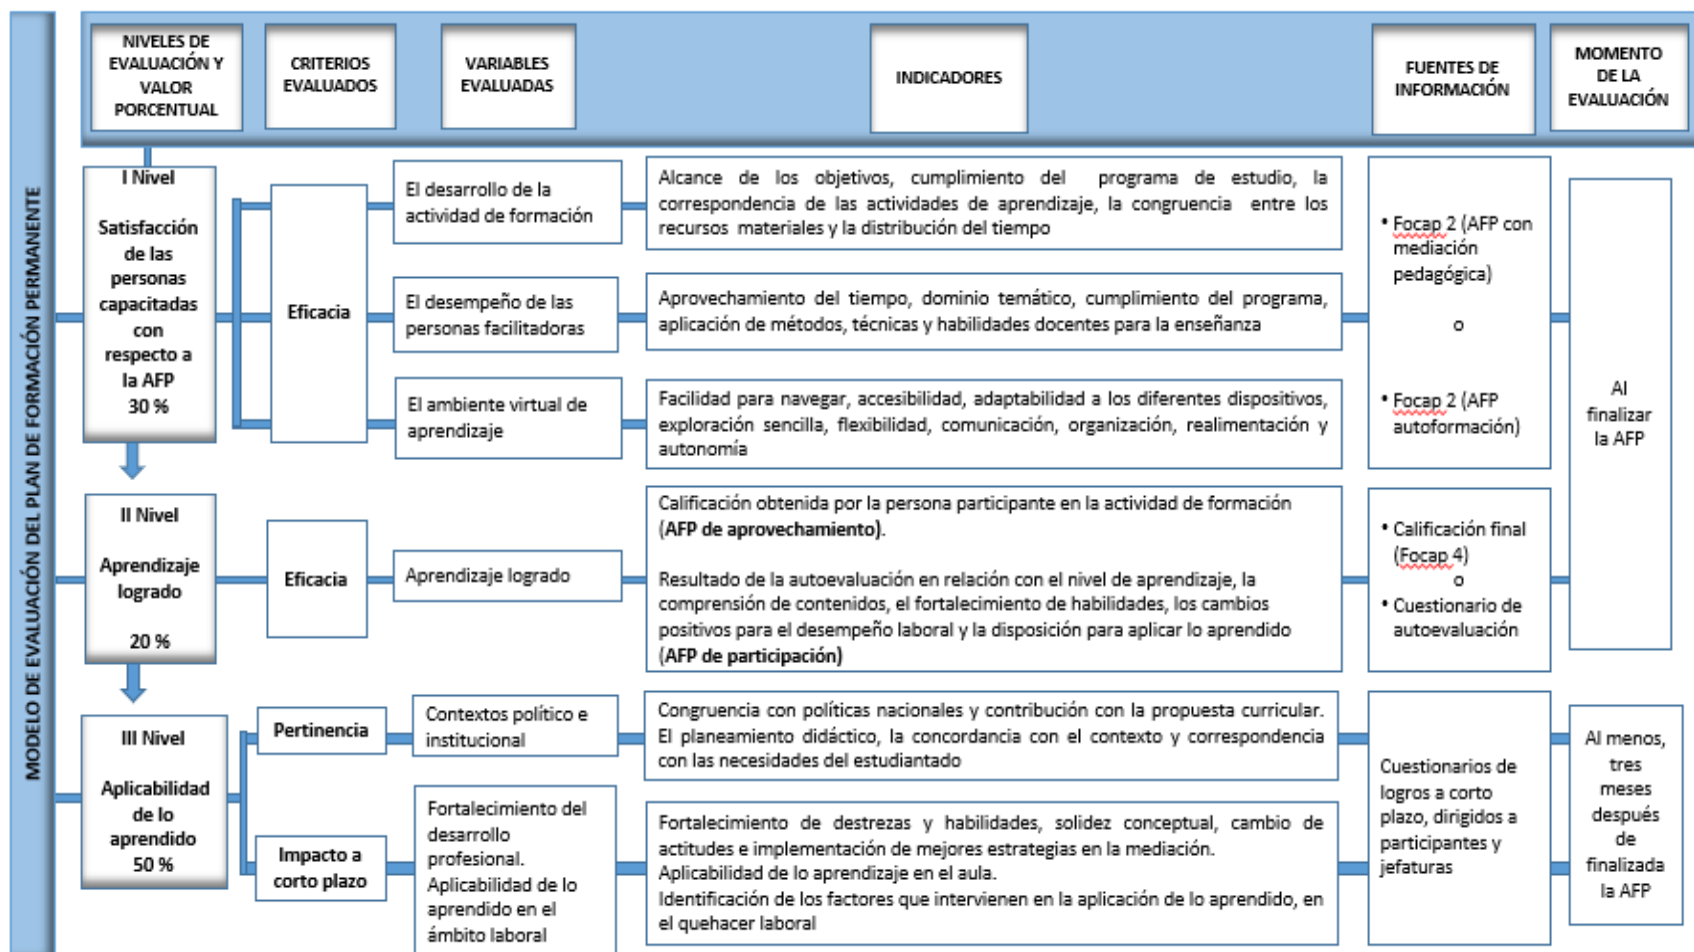 MODELO DE EVALUACIÓN DEL PLAN DE FORMACIÓN PERMANENTE
NIVELES DE
EVALUACIÓN Y
VALOR
PORCENTUAL
CRITERIOS
EVALUADOS
VARIABLES
EVALUADAS
INDICADORES
FUENTES DE
INFORMACIÓN
MOMENTO
DE LA
EVALUACIÓN
I Nivel
Satisfacción
de las
personas
capacitadas
con
respecto a
la AFP
30 %
Eficacia
El desarrollo de la
actividad de formación
Alcance de los objetivos, cumplimiento del programa de estudio, la
correspondencia de las actividades de aprendizaje, la congruencia entre los
recursos materiales y la distribución del tiempo
El desempeño de las
personas facilitadoras
Aprovechamiento del tiempo, dominio temático, cumplimiento del programa,
aplicación de métodos, técnicas y habilidades docentes para la enseñanza
El ambiente virtual de
aprendizaje
Facilidad para navegar, accesibilidad, adaptabilidad a los diferentes dispositivos,
exploración sencilla, flexibilidad, comunicación, organización, realimentación y
autonomía
• Focap 2 (AFP con
mediación
pedagógica)
o
• Focap 2 (AFP
autoformación)
Al
finalizar
la AFP
II Nivel
Aprendizaje
logrado
20 %
Eficacia
Aprendizaje logrado
Calificación obtenida por la persona participante en la actividad de formación
(AFP de aprovechamiento).
Resultado de la autoevaluación en relación con el nivel de aprendizaje, la
comprensión de contenidos, el fortalecimiento de habilidades, los cambios
positivos para el desempeño laboral y la disposición para aplicar lo aprendido
(AFP de participación)
• Calificación final
(Focap 4)
o
• Cuestionario de
autoevaluación
III Nivel
Aplicabilidad
de lo
aprendido
50 %
Pertinencia
Contextos político e
institucional
Congruencia con políticas nacionales y contribución con la propuesta curricular.
El planeamiento didáctico, la concordancia con el contexto y correspondencia
con las necesidades del estudiantado
Impacto a
corto plazo
Fortalecimiento del
desarrollo
profesional.
Aplicabilidad de lo
aprendido en el
ámbito laboral
Fortalecimiento de destrezas y habilidades, solidez conceptual, cambio de
actitudes e implementación de mejores estrategias en la mediación.
Aplicabilidad de lo aprendizaje en el aula.
Identificación de los factores que intervienen en la aplicación de lo aprendido, en
el quehacer laboral
Cuestionarios de
logros a corto
plazo, dirigidos a
participantes y
jefaturas
Al menos,
tres
meses
después
de
finalizada
la AFP